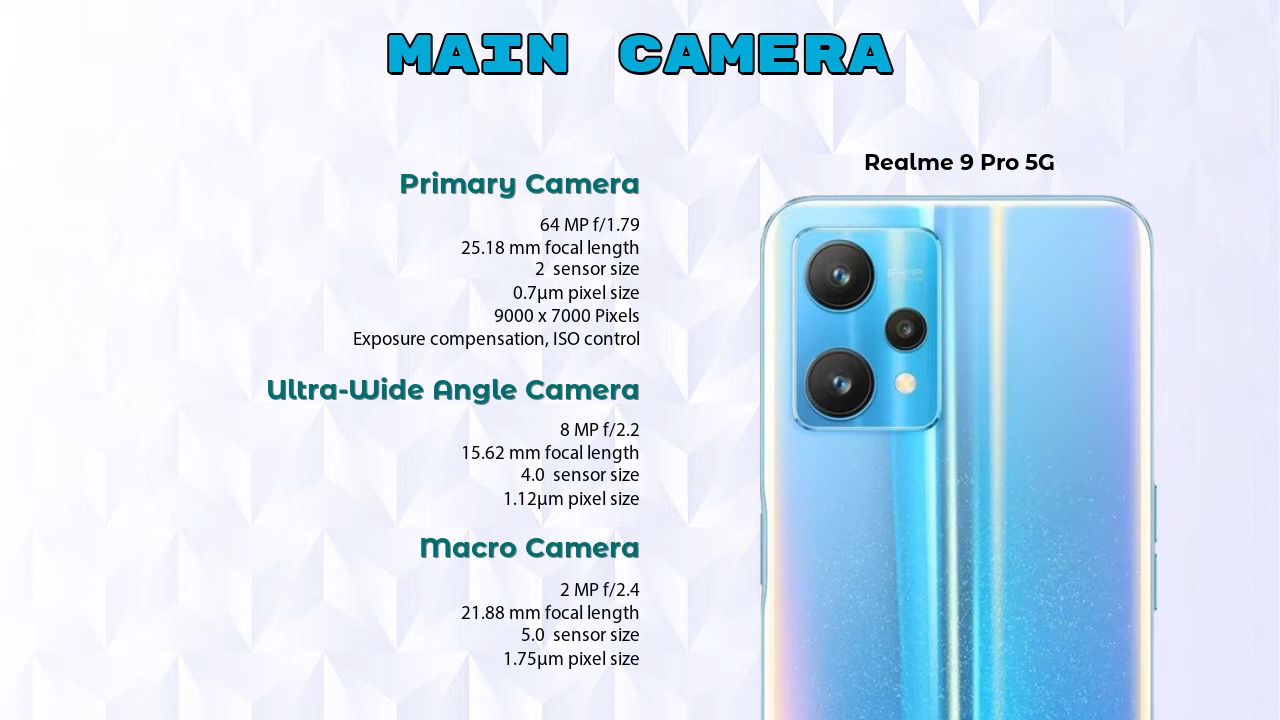 MAIN CAMERA
Realme 9 Pro 5G
Primary Camera
64 MP f/1.79
25.18 mm focal length
2 sensor size
0.7µm pixel size
9000 x 7000 Pixels
Exposure compensation, ISO control
Ultra-Wide Angle Camera
8 MP f/2.2
15.62 mm focal length
4.0 sensor size
1.12µm pixel size
Macro Camera
2 MP f/2.4
21.88 mm focal length
5.0 sensor size
1.75µm pixel size